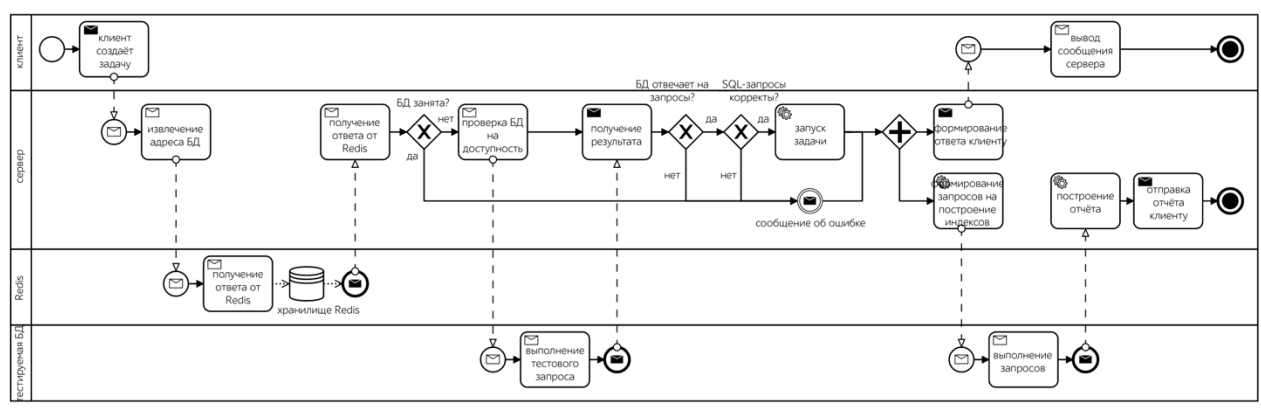 клиент
клиент
создаёт
задачу
вывод
сообщения
сервера
сервер
извлечение
адреса БД
получение
ответа от
Redis
БД занята?
нет
да
проверка БД
на
доступность
получение
результата
БД отвечает на
запросы?
да
нет
SQL-запросы
корректы?
да
нет
запуск
задачи
сообщение об ошибке
формирование
ответа клиенту
формирование
запросов на
построение
индексов
построение
отчёта
отправка
отчёта
клиенту
Redis
получение
ответа от
Redis
хранилище Redis
тестируемая БД
выполнение
тестового
запроса
выполнение
запросов